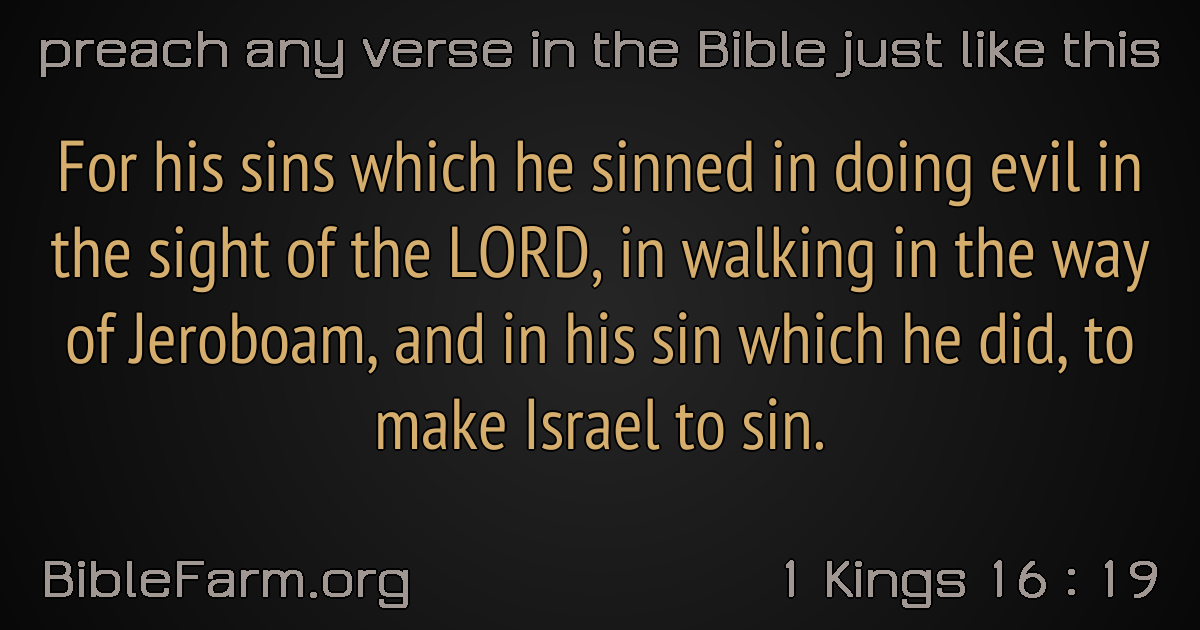 preach any verse in the Bible just like this
For his sins which he sinned in doing evil in
the sight of the LORD, in walking in the way
of Jeroboam, and in his sin which he did, to
make Israel to sin.
BibleFarm.org
1 Kings 16 : 19